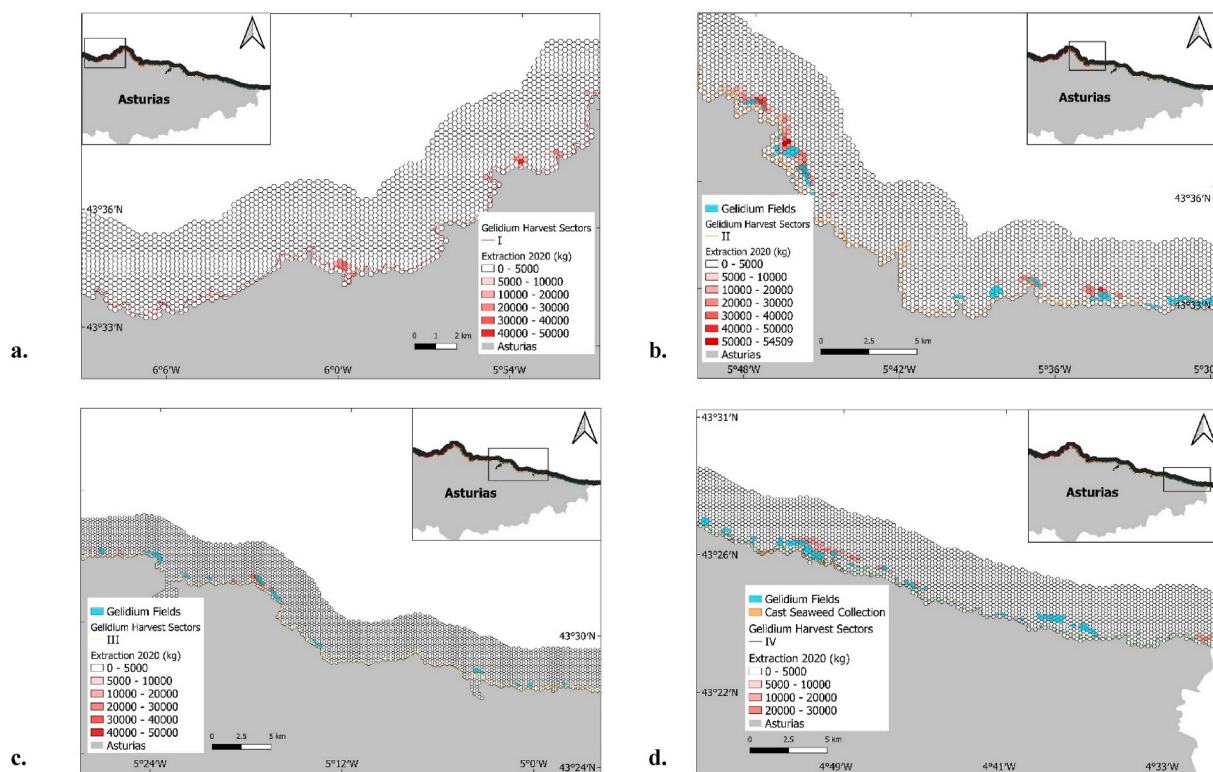 Asturias
43°36'N
43°33'N
Gelidium Harvest Sectors
I
Extraction 2020 (kg)
0 - 5000
5000 - 10000
10000 - 20000
20000 - 30000
30000 - 40000
40000 - 50000
Asturias
0 1 2 km
6°6'W 6°0'W 5°54'W
a.
Asturias
43°36'N
43°33'N
Gelidium Fields
Gelidium Harvest Sectors
II
Extraction 2020 (kg)
0 - 5000
5000 - 10000
10000 - 20000
20000 - 30000
30000 - 40000
40000 - 50000
50000 - 54509
Asturias
0 2.5 5 km
5°48'W 5°42'W 5°36'W 5°30'W
b.
Asturias
Gelidium Fields
Gelidium Harvest Sectors
III
Extraction 2020 (kg)
0 - 5000
5000 - 10000
10000 - 20000
20000 - 30000
30000 - 40000
40000 - 50000
Asturias
0 2.5 5 km
43°30'N
43°24'N
5°24'W 5°12'W 5°0'W
c.
43°31'N
43°26'N
43°22'N
Asturias
Gelidium Fields
Cast Seaweed Collection
Gelidium Harvest Sectors
IV
Extraction 2020 (kg)
0 - 5000
5000 - 10000
10000 - 20000
20000 - 30000
Asturias
0 2.5 5 km
4°49'W 4°41'W 4°33'W
d.